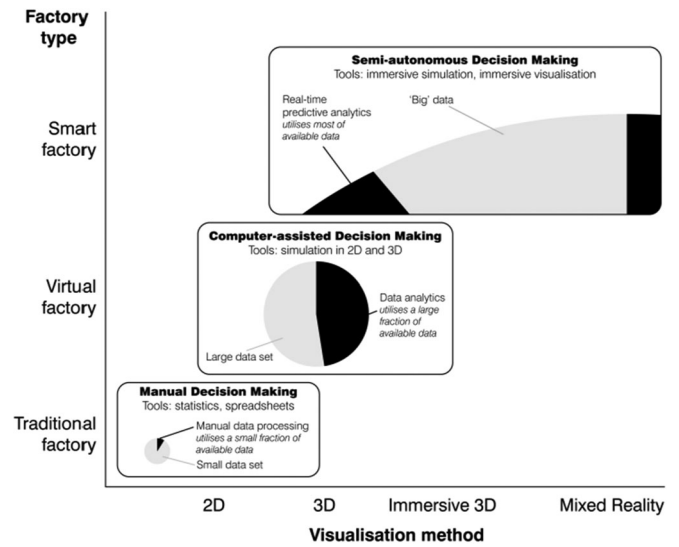 Factory
type
Semi-autonomous Decision Making
Tools: immersive simulation, immersive visualisation
Real-time
predictive analytics
utilises most of
available data
'Big' data
Smart
factory
Computer-assisted Decision Making
Tools: simulation in 2D and 3D
Data analytics
utilises a large
fraction of
available data
Large data set
Virtual
factory
Manual Decision Making
Tools: statistics, spreadsheets
Manual data processing
utilises a small fraction of
available data
Small data set
Traditional
factory
2D 3D Immersive 3D Mixed Reality
Visualisation method